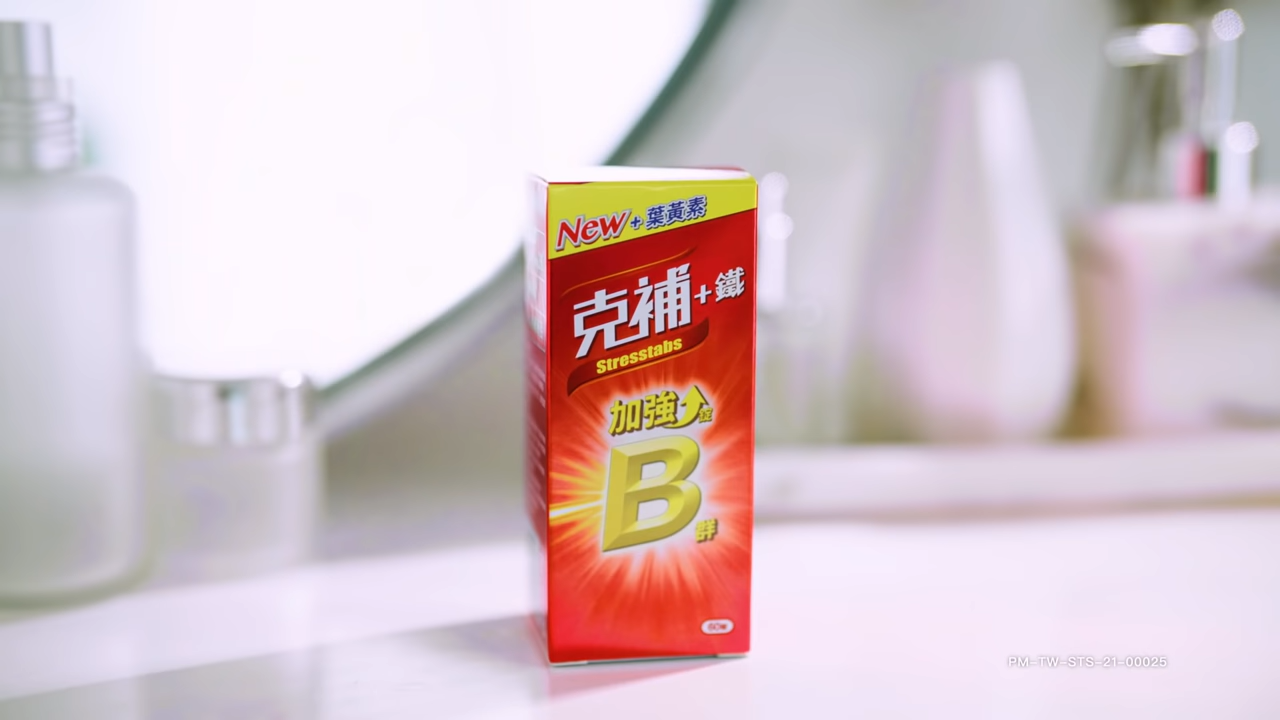 New + 葉黃素
克補+鐵
Stresstabs
加強錠
B群
60錠
PM-TW-STS-21-00025